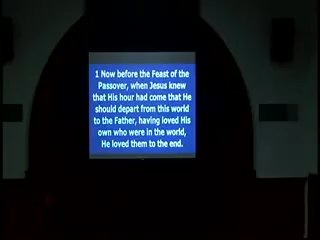 1 Now before the Feast of the
Passover, when Jesus knew
that His hour had come that He
should depart from this world
to the Father, having loved His
own who were in the world,
He loved them to the end.